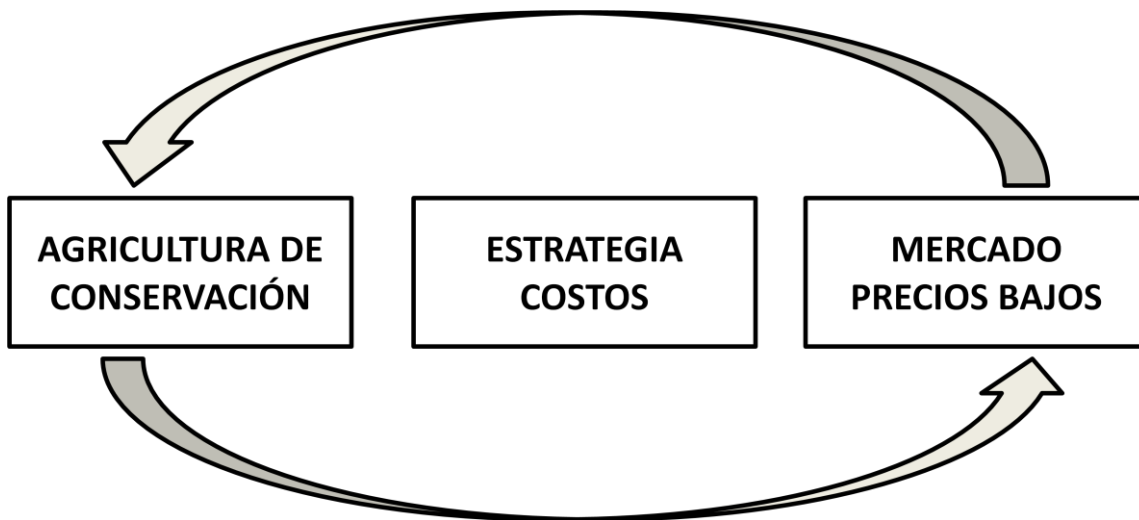 AGRICULTURA DE
CONSERVACIÓN
ESTRATEGIA
COSTOS
MERCADO
PRECIOS BAJOS